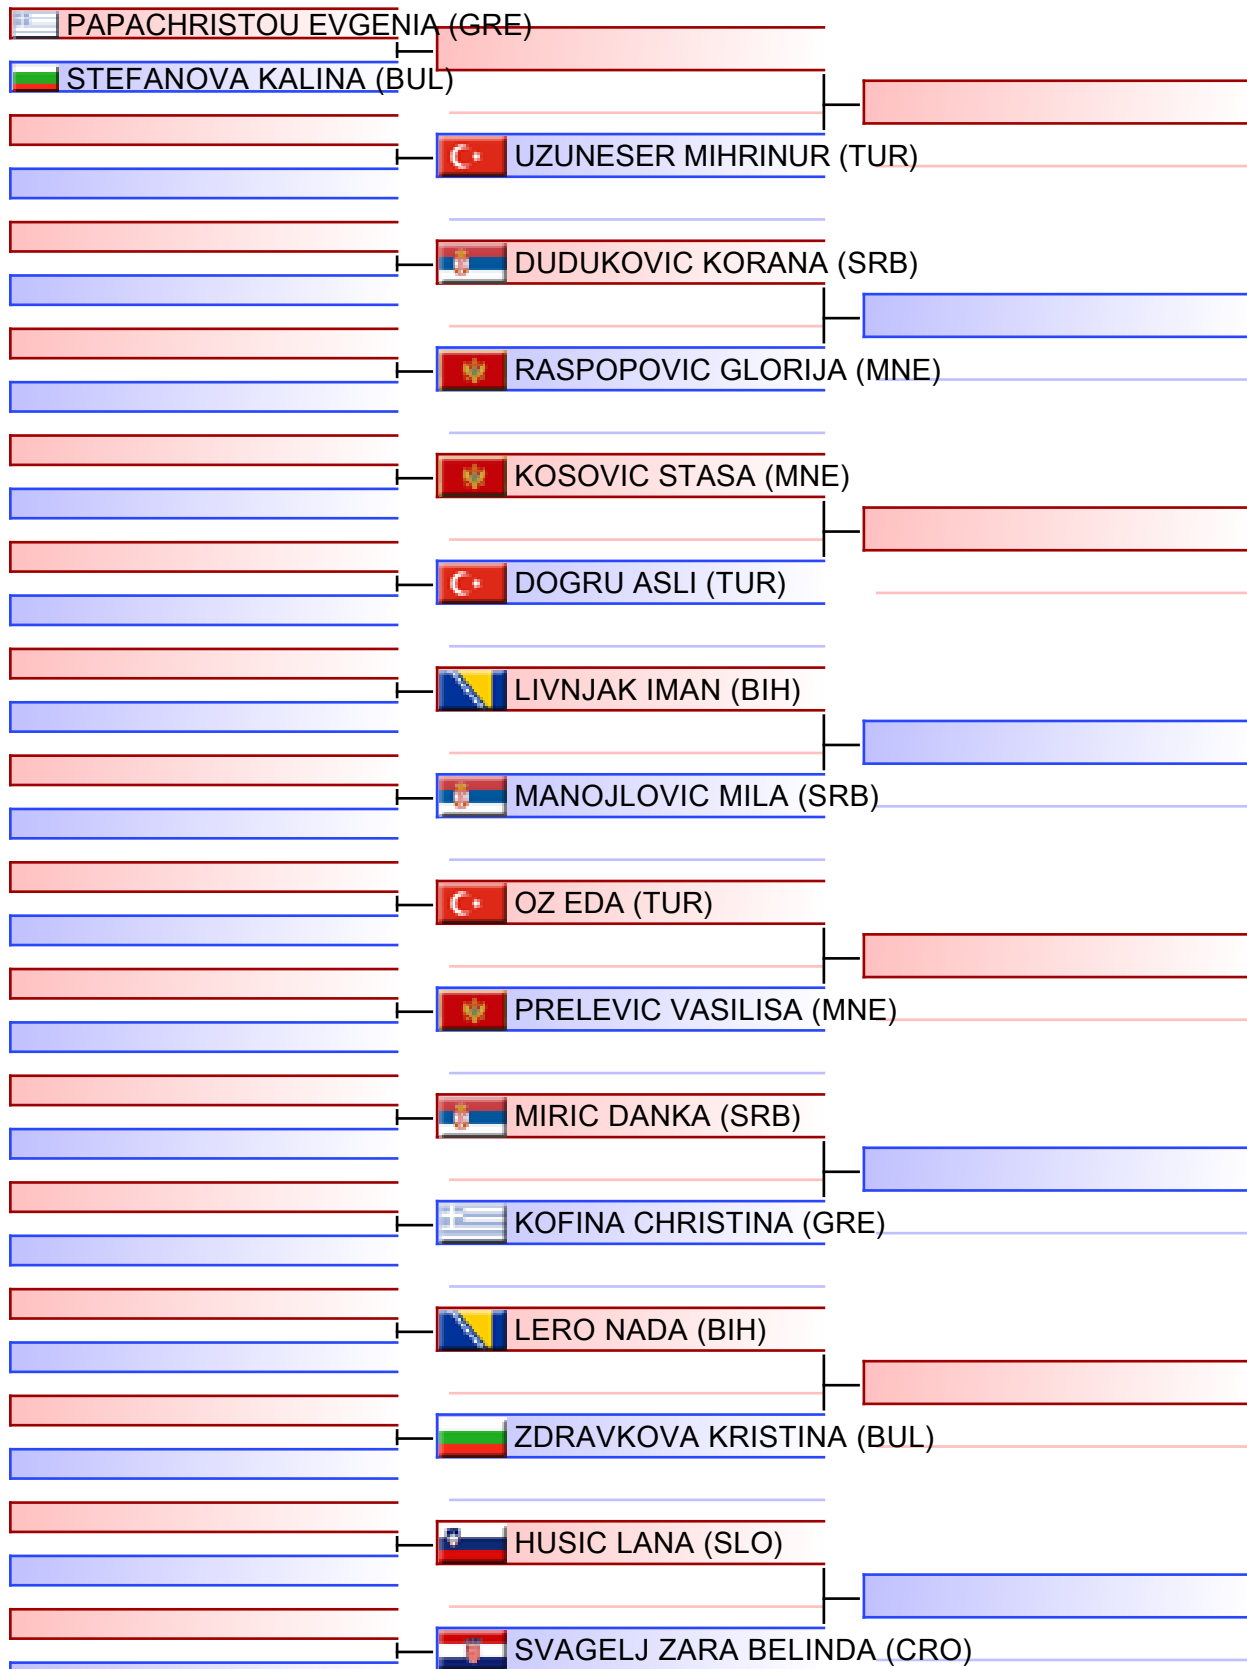 PAPACHRISTOU EVGENIA (GRE)
STEFANOVA KALINA (BUL)
UZUNESER MIHRINUR (TUR)
DUDUKOVIC KORANA (SRB)
RASPOPOVIC GLORIJA (MNE)
KOSOVIC STASA (MNE)
DOGRU ASLI (TUR)
LIVNJAK IMAN (BIH)
MANOJLOVIC MILA (SRB)
OZ EDA (TUR)
PRELEVIC VASILISA (MNE)
MIRIC DANKA (SRB)
KOFINA CHRISTINA (GRE)
LERO NADA (BIH)
ZDRAVKOVA KRISTINA (BUL)
HUSIC LANA (SLO)
SVAGELJ ZARA BELINDA (CRO)